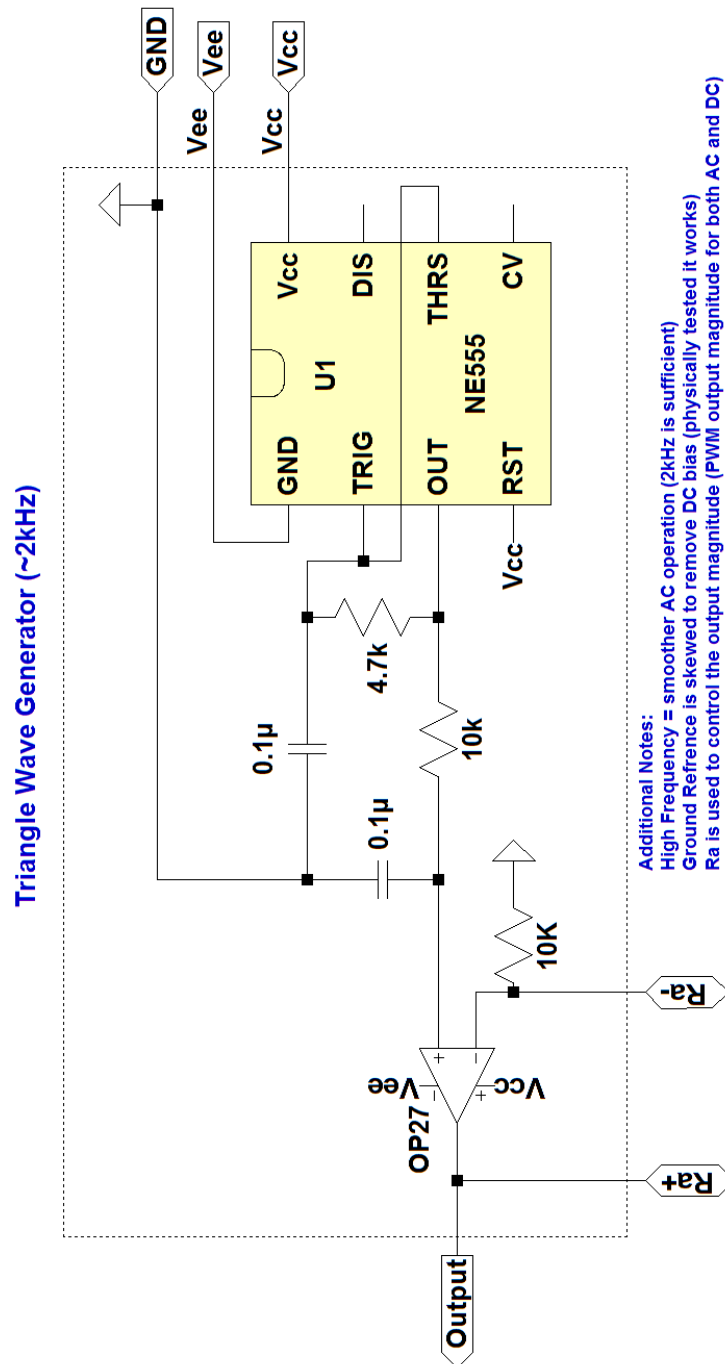 Triangle Wave Generator (~2kHz)
GND
Vee
Vee
Vcc
Vcc
U1
GND
Vcc
TRIG
DIS
OUT
THRS
RST
CV
NE555
Vcc
0.1µ
4.7k
0.1µ
10k
10K
+
-
Vee
-
+
Vcc
OP27
Output
Ra+
Ra-
Additional Notes:
High Frequency = smoother AC operation (2kHz is sufficient)
Ground Refrence is skewed to remove DC bias (physically tested it works)
Ra is used to control the output magnitude (PWM output magnitude for both AC and DC)